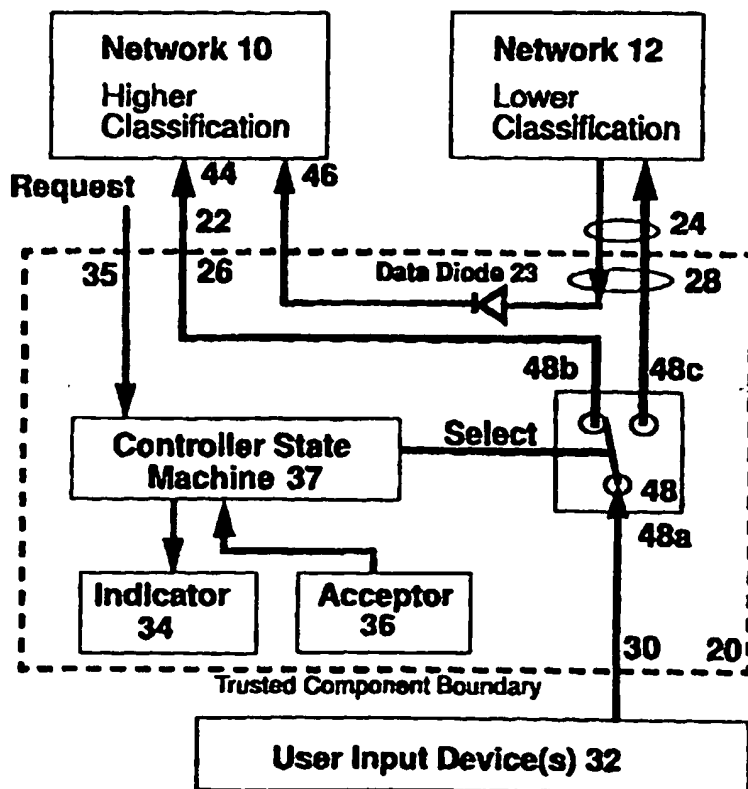 Network 10
Higher
Classification
Network 12
Lower
Classification
Request
44
46
22
24
35
26
Data Diode 23
28
48b
48c
Controller State
Machine 37
Select
48
48a
Indicator
34
Acceptor
36
30
20
Trusted Component Boundary
User Input Device(s) 32